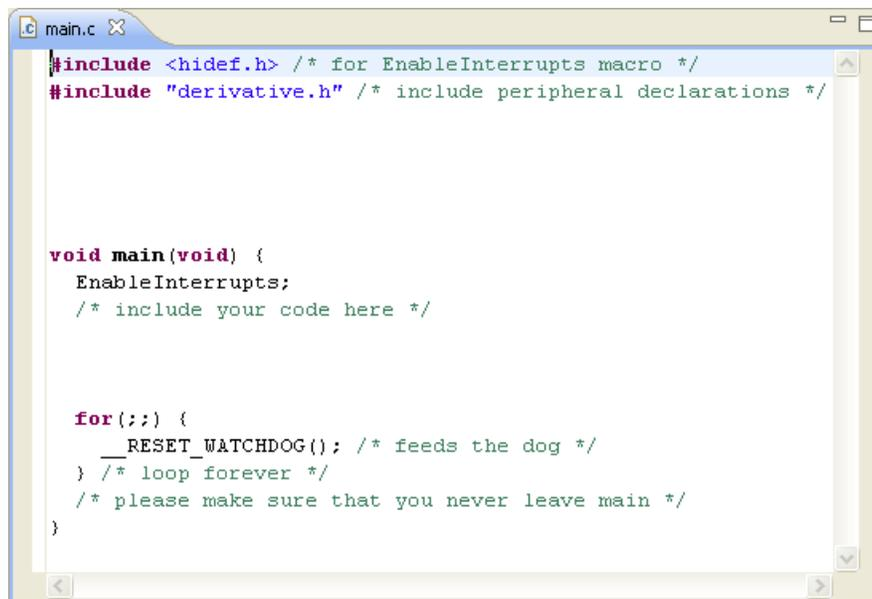 main.c
#include <hidef.h> /* for EnableInterrupts macro */
#include "derivative.h" /* include peripheral declarations */
void main(void) {
EnableInterrupts;
/* include your code here */
for(;;) {
__RESET_WATCHDOG(); /* feeds the dog */
} /* loop forever */
/* please make sure that you never leave main */
}